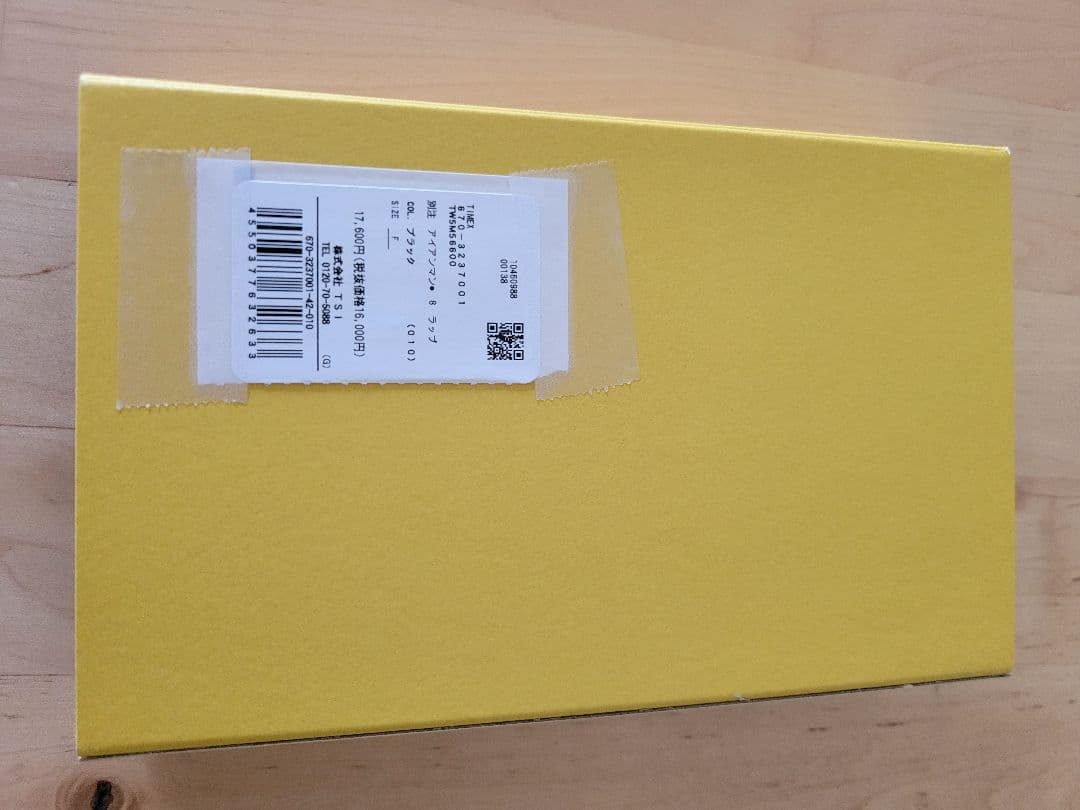 10460988
00138
TIMEX
670-3237001
TW5M56600
別注 アイアンマン● 8 ラップ
COL. ブラック (010)
SIZE F
17,600円(税抜価格16,000円)
株式会社 TSI
TEL 0120-70-5088 (G)
670-3237001-42-010
4550377632633